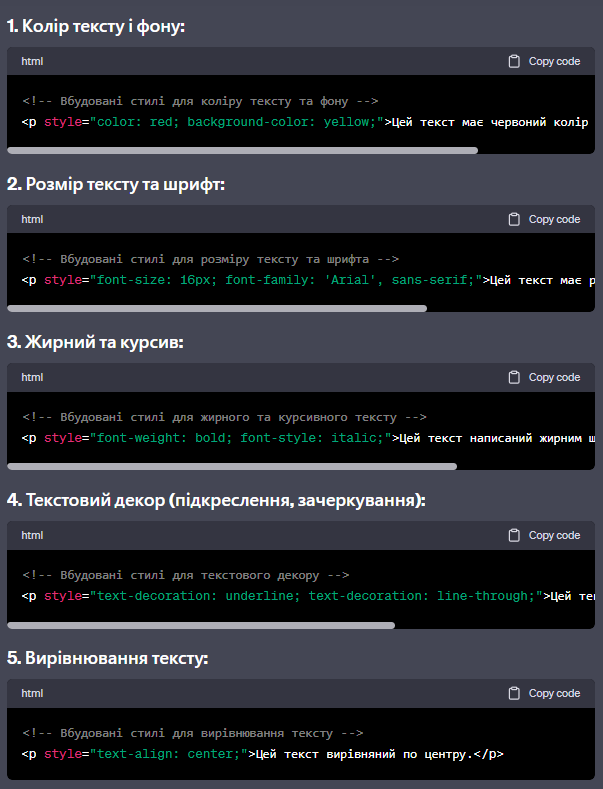 1. Колір тексту і фону:
html Copy code
<!-- Вбудовані стилі для коліру тексту та фону -->
<p style="color: red; background-color: yellow;">Цей текст має червоний колір
2. Розмір тексту та шрифт:
html Copy code
<!-- Вбудовані стилі для розміру тексту та шрифта -->
<p style="font-size: 16px; font-family: 'Arial', sans-serif;">Цей текст має
3. Жирний та курсив:
html Copy code
<!-- Вбудовані стилі для жирного та курсивного тексту -->
<p style="font-weight: bold; font-style: italic;">Цей текст написаний жирним
4. Текстовий декор (підкреслення, зачеркування):
html Copy code
<!-- Вбудовані стилі для текстового декору -->
<p style="text-decoration: underline; text-decoration: line-through;">Цей
5. Вирівнювання тексту:
html Copy code
<!-- Вбудовані стилі для вирівнювання тексту -->
<p style="text-align: center;">Цей текст вирівняний по центру.</p>